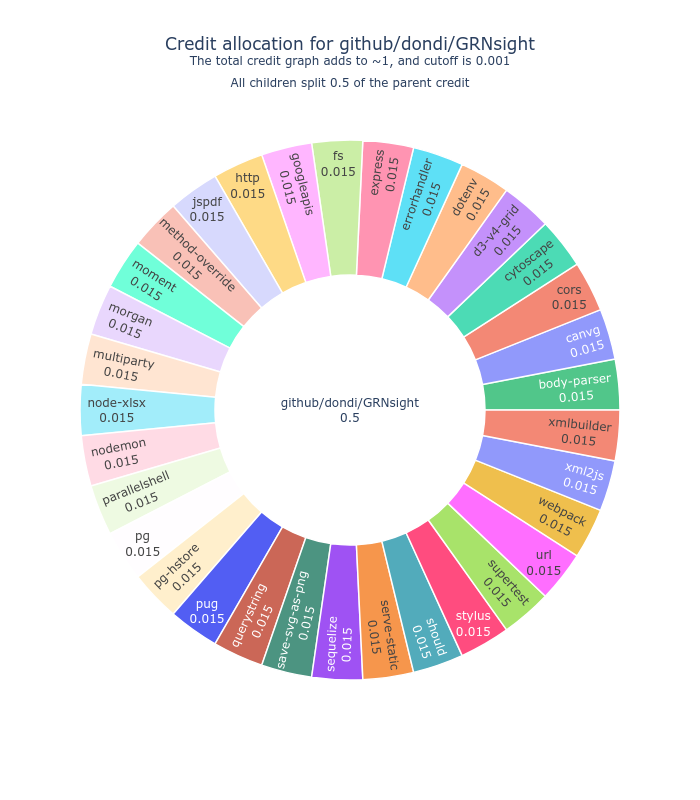 Credit allocation for github/dondi/GRNsight
The total credit graph adds to ~1, and cutoff is 0.001
All children split 0.5 of the parent credit
github/dondi/GRNsight
0.5
body-parser
0.015
canvg
0.015
cors
0.015
cytoscape
0.015
d3-v4-grid
0.015
dotenv
0.015
errorhandler
0.015
express
0.015
fs
0.015
googleapis
0.015
http
0.015
jspdf
0.015
method-override
0.015
moment
0.015
morgan
0.015
multiparty
0.015
node-xlsx
0.015
nodemon
0.015
parallelshell
0.015
pg
0.015
pg-hstore
0.015
pug
0.015
querystring
0.015
save-svg-as-png
0.015
sequelize
0.015
serve-static
0.015
should
0.015
stylus
0.015
supertest
0.015
url
0.015
webpack
0.015
xml2js
0.015
xmlbuilder
0.015